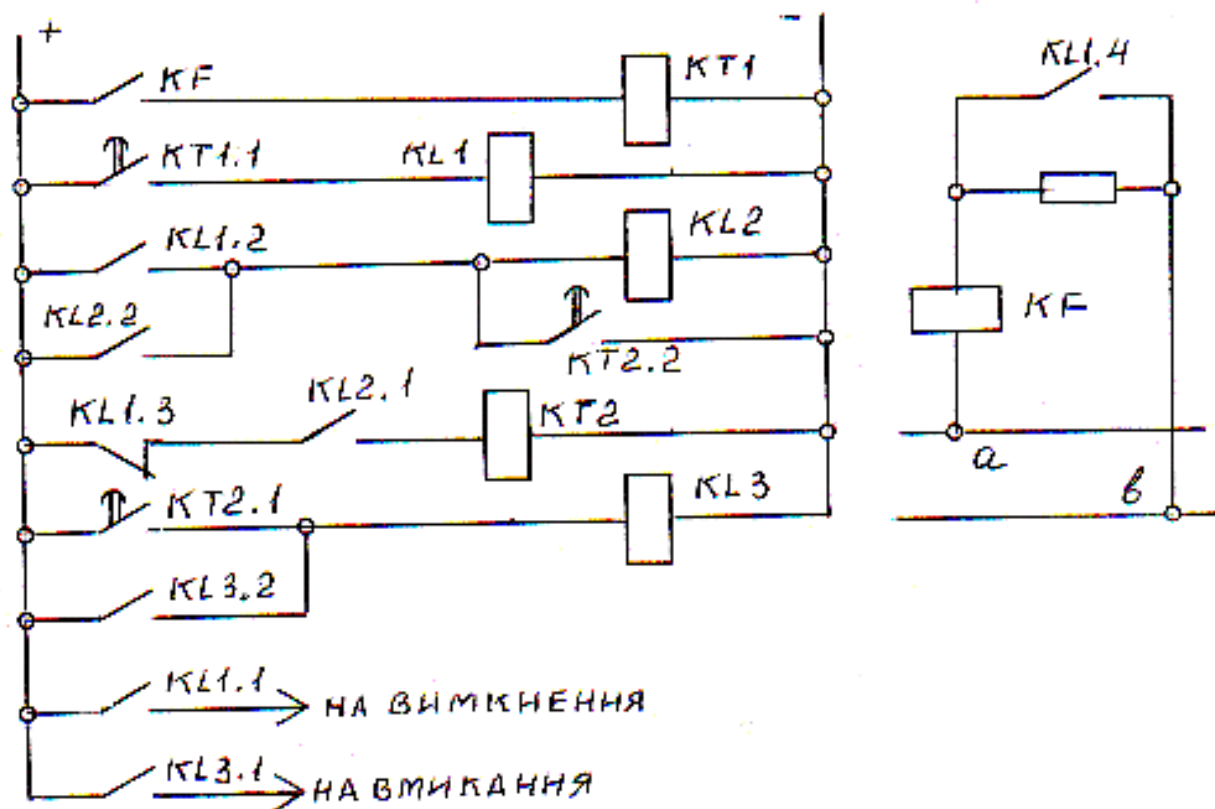 + -
KF KT1
KT1.1 KL1
KL1.2 KL2
KL2.2 KT2.2
KL1.3 KL2.1 KT2
KT2.1 KL3
KL3.2
KL1.1 НА ВИМКНЕННЯ
KL3.1 НА ВМИКАННЯ
KL1.4
KF
а
в